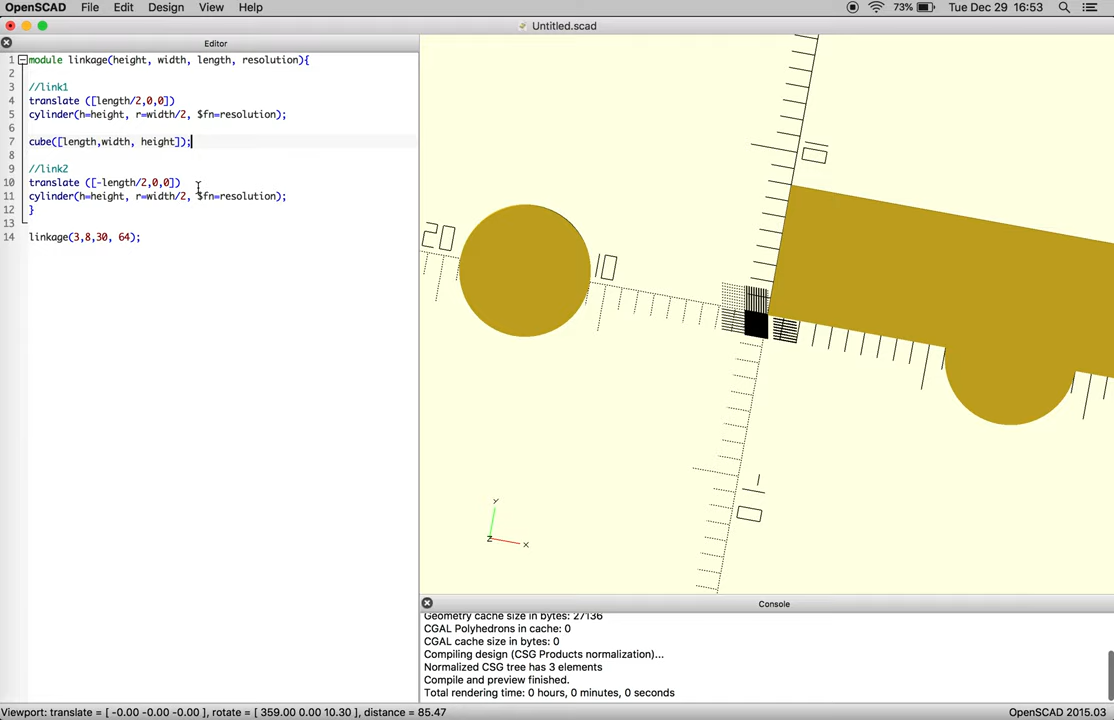 OpenSCAD File Edit Design View Help 73% Tue Dec 29 16:53
Untitled.scad
Editor
1 module linkage(height, width, length, resolution){
2
3 //link1
4 translate ([length/2,0,0])
5 cylinder(h=height, r=width/2, $fn=resolution);
6
7 cube([length,width, height]);
8
9 //link2
10 translate ([-length/2,0,0])
11 cylinder(h=height, r=width/2, $fn=resolution);
12 }
13
14 linkage(3,8,30, 64);
10
20
10
-10
Y
Z
X
Console
Geometry cache size in bytes: 27136
CGAL Polyhedrons in cache: 0
CGAL cache size in bytes: 0
Compiling design (CSG Products normalization)...
Normalized CSG tree has 3 elements
Compile and preview finished.
Total rendering time: 0 hours, 0 minutes, 0 seconds
Viewport: translate = [ -0.00 -0.00 -0.00 ], rotate = [ 359.00 0.00 10.30 ], distance = 85.47
OpenSCAD 2015.03